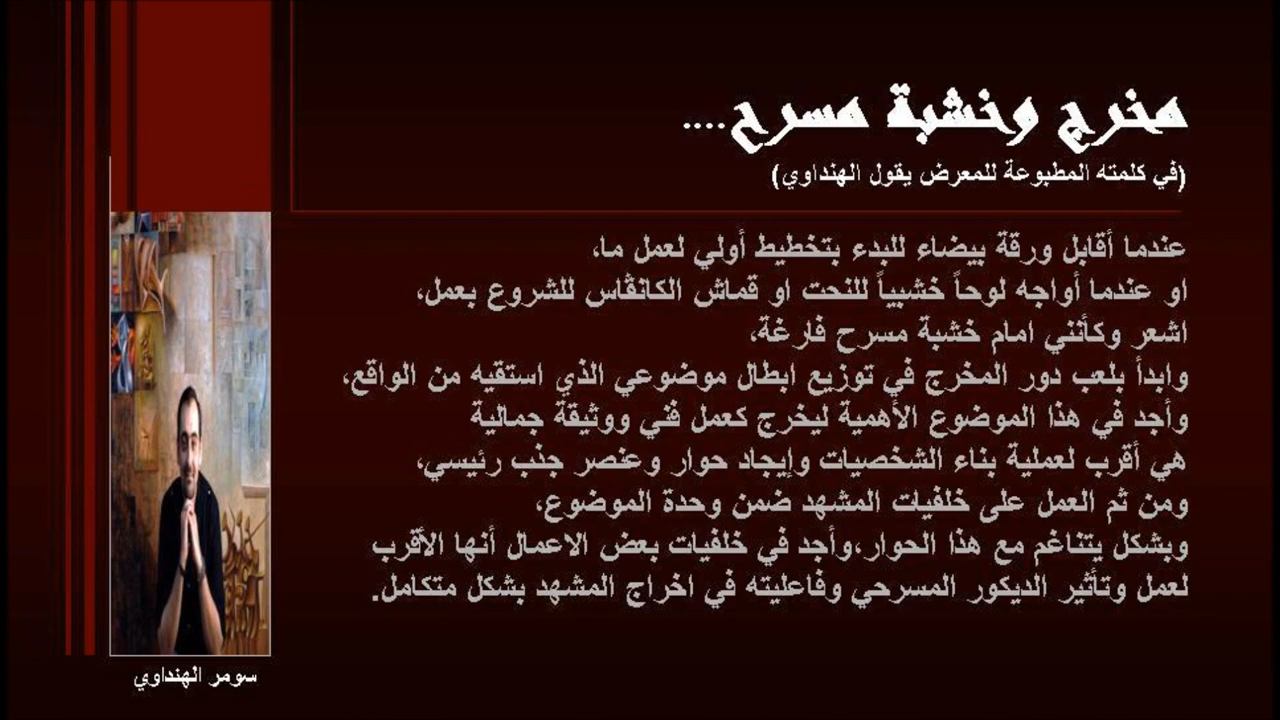 مخرج وخشبة مسرح....
(في كلمته المطبوعة للمعرض يقول الهنداوي)
عندما أقابل ورقة بيضاء للبدء بتخطيط أولي لعمل ما،
او عندما أواجه لوحاً خشبياً للنحت او قماش الكانڤاس للشروع بعمل،
اشعر وكأنني امام خشبة مسرح فارغة،
وابدأ بلعب دور المخرج في توزيع ابطال موضوعي الذي استقيه من الواقع،
وأجد في هذا الموضوع الأهمية ليخرج كعمل فني ووثيقة جمالية
هي أقرب لعملية بناء الشخصيات وإيجاد حوار وعنصر جنب رئيسي،
ومن ثم العمل على خلفيات المشهد ضمن وحدة الموضوع،
وبشكل يتناغم مع هذا الحوار،وأجد في خلفيات بعض الاعمال أنها الأقرب
لعمل وتأثير الديكور المسرحي وفاعليته في اخراج المشهد بشكل متكامل.
سومر الهنداوي